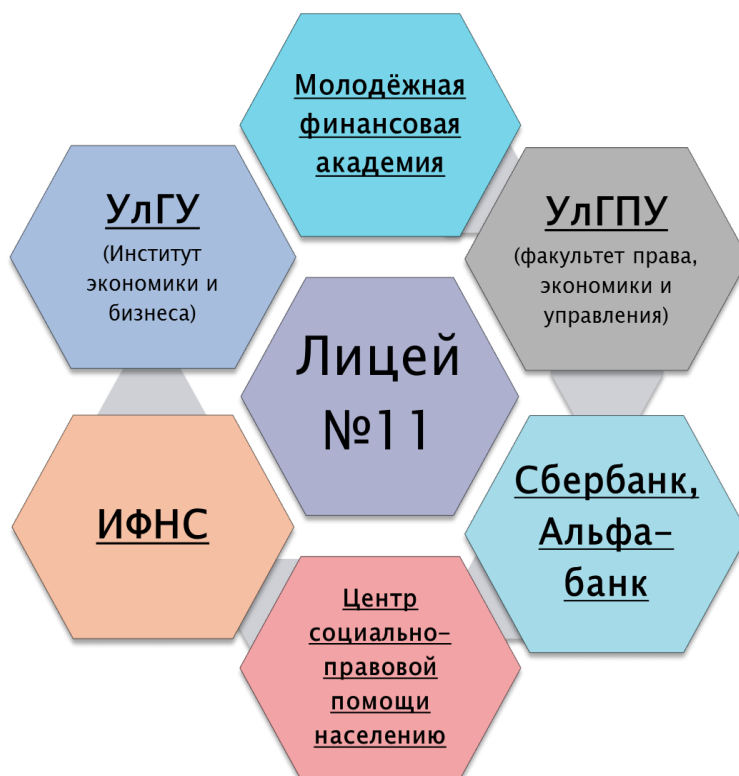 Молодёжная
финансовая
академия
УлГУ
(Институт
экономики и
бизнеса)
УлГПУ
(факультет права,
экономики и
управления)
Лицей
№11
ИФНС
Сбербанк,
Альфа-
банк
Центр
социально-
правовой
помощи
населению